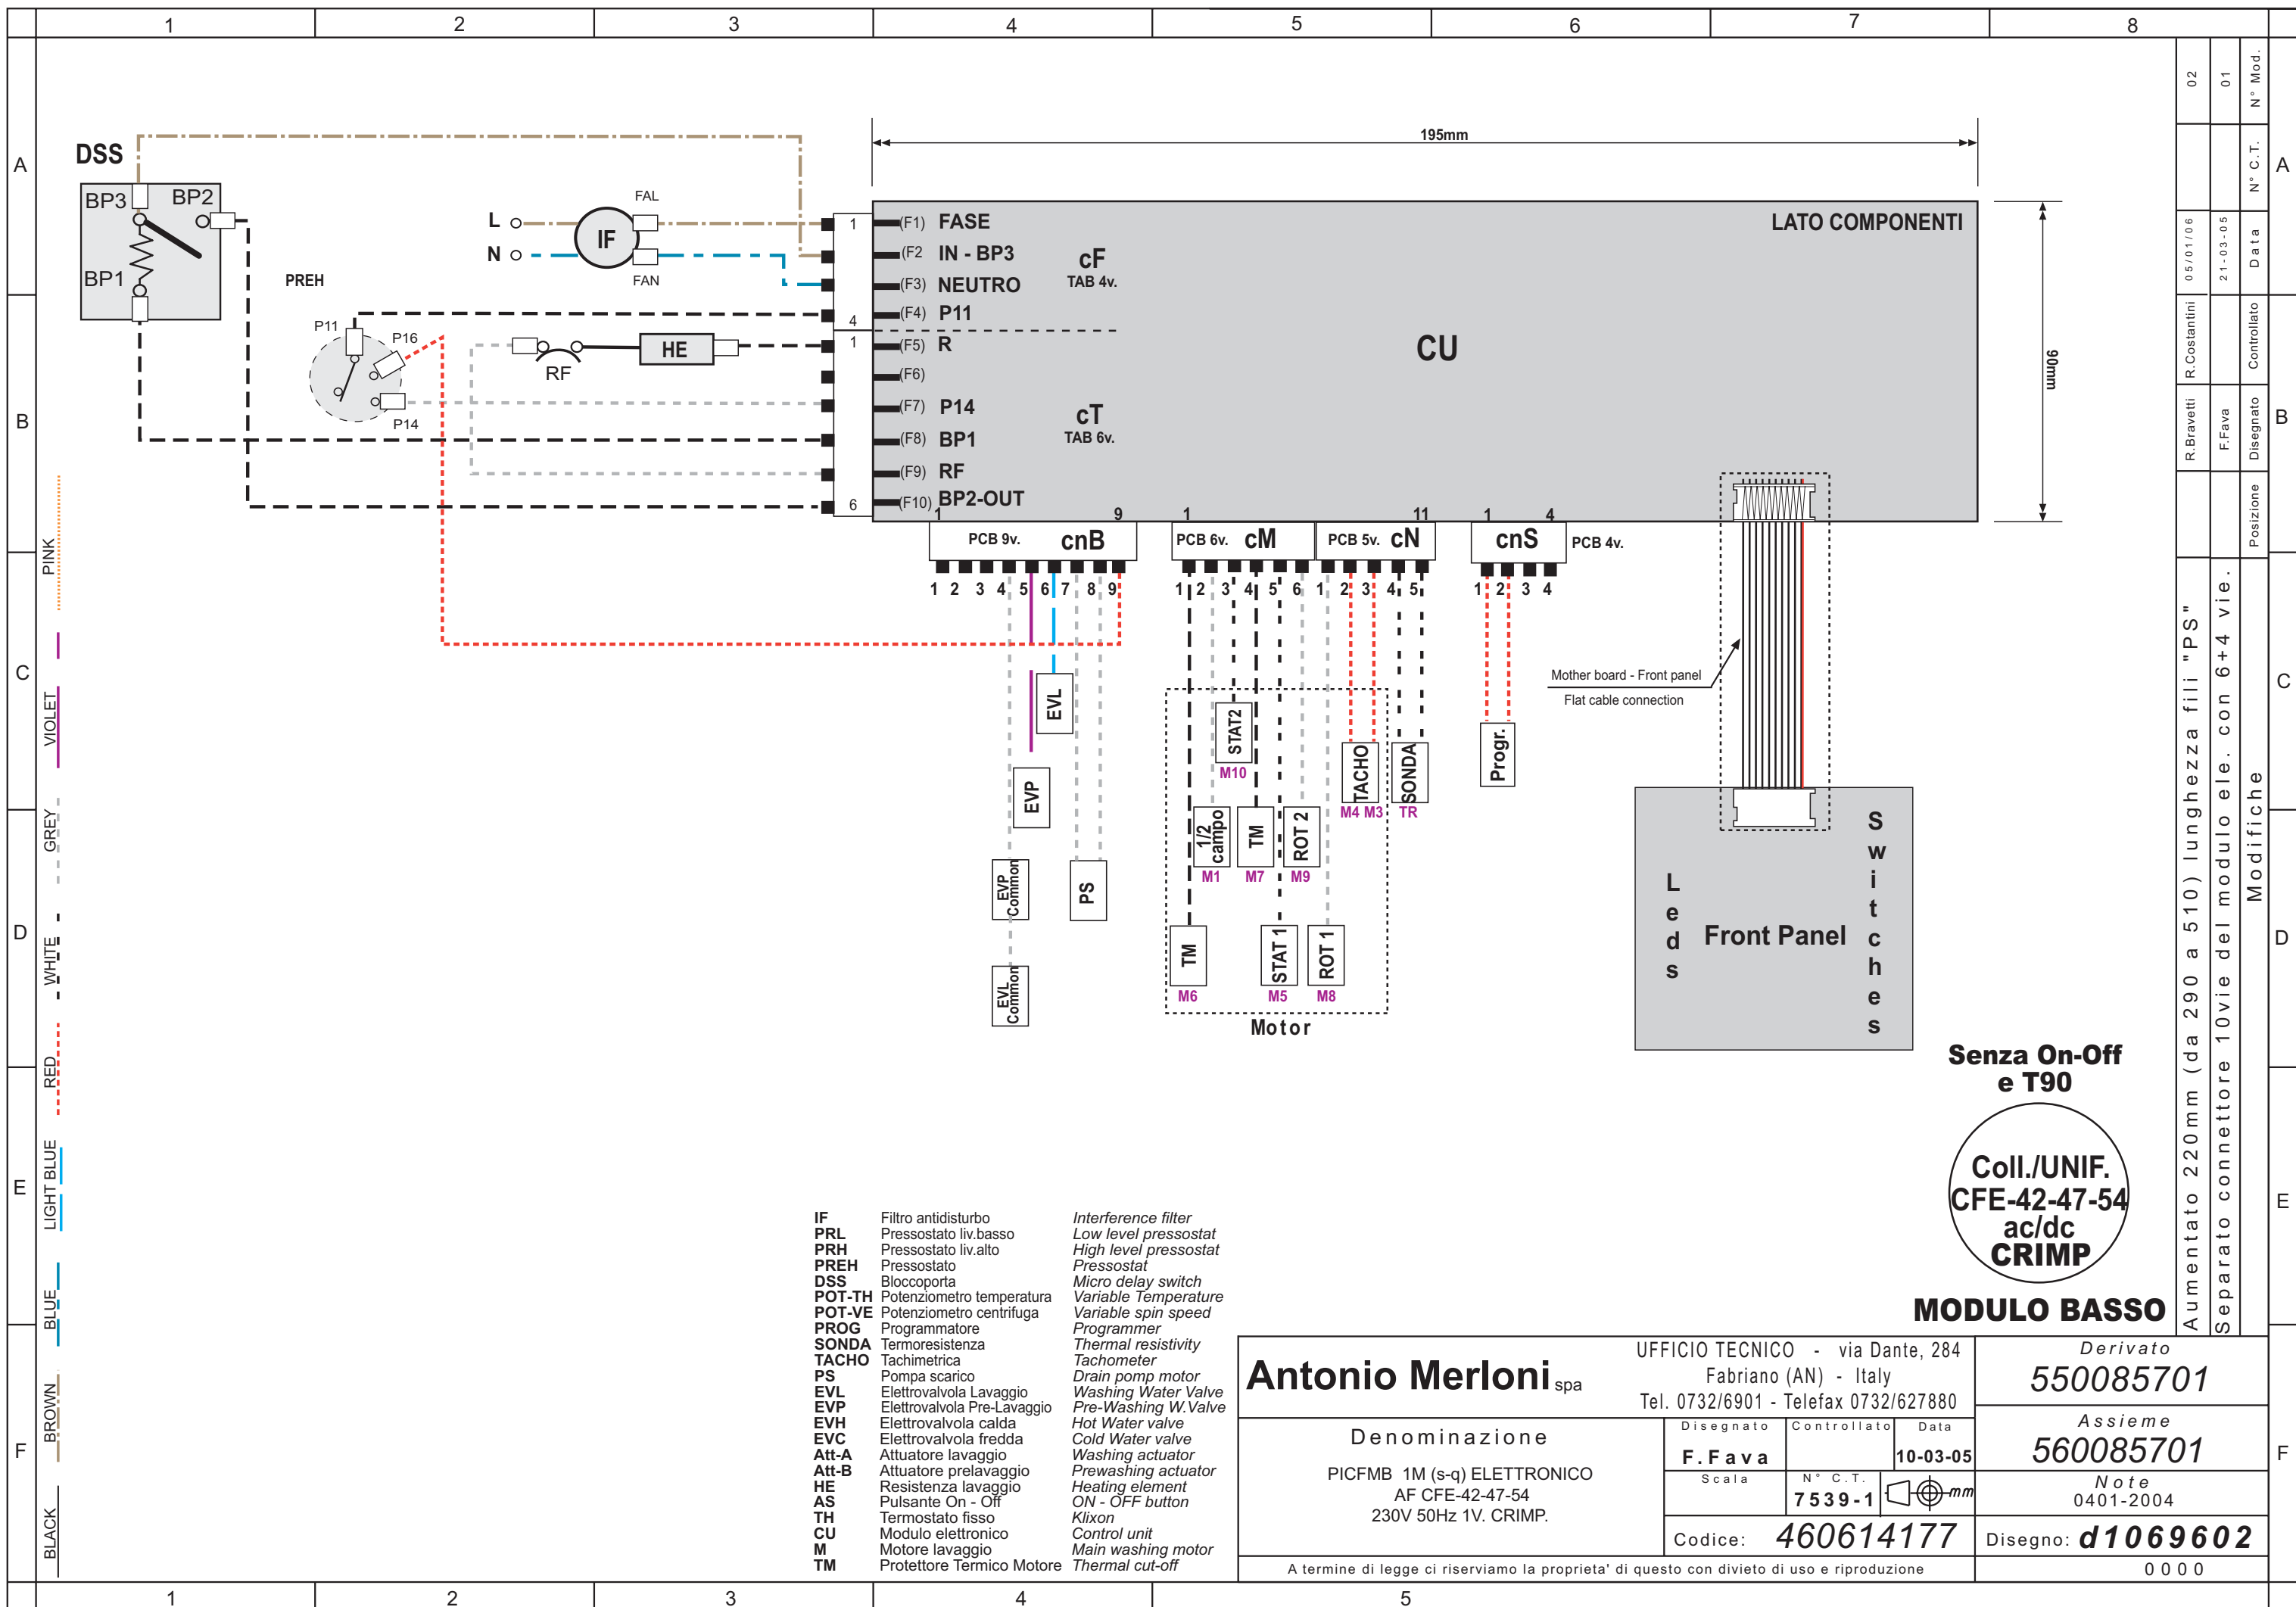 1 2 3 4 5 6 7 8
A
B
C
D
E
F
DSS
BP3
BP2
BP1
PREH
P11
P16
P14
L
N
IF
FAL
FAN
RF
HE
195mm
90mm
LATO COMPONENTI
CU
1
4
1
6
(F1) FASE
(F2 IN - BP3
(F3) NEUTRO
(F4) P11
cF
TAB 4v.
(F5) R
(F6)
(F7) P14
(F8) BP1
(F9) RF
(F10) BP2-OUT
cT
TAB 6v.
1 9
PCB 9v. cnB
1 2 3 4 5 6 7 8 9
1 11
PCB 6v. cM
1 2 3 4 5 6
PCB 5v. cN
1 2 3 4 5
1 4
cnS PCB 4v.
1 2 3 4
EVL
EVP
EVP Common
EVL Common
PS
STAT2
M10
1/2 campo
M1
TM
M7
ROT 2
M9
TM
M6
STAT 1
M5
ROT 1
M8
TACHO
M4 M3
SONDA
TR
Motor
Progr.
Mother board - Front panel
Flat cable connection
Leds
Front Panel
Switches
PINK
VIOLET
GREY
WHITE
RED
LIGHT BLUE
BLUE
BROWN
BLACK
Senza On-Off
e T90
Coll./UNIF.
CFE-42-47-54
ac/dc
CRIMP
MODULO BASSO
IF Filtro antidisturbo Interference filter
PRL Pressostato liv.basso Low level pressostat
PRH Pressostato liv.alto High level pressostat
PREH Pressostato Pressostat
DSS Bloccoporta Micro delay switch
POT-TH Potenziometro temperatura Variable Temperature
POT-VE Potenziometro centrifuga Variable spin speed
PROG Programmatore Programmer
SONDA Termoresistenza Thermal resistivity
TACHO Tachimetrica Tachometer
PS Pompa scarico Drain pomp motor
EVL Elettrovalvola Lavaggio Washing Water Valve
EVP Elettrovalvola Pre-Lavaggio Pre-Washing W.Valve
EVH Elettrovalvola calda Hot Water valve
EVC Elettrovalvola fredda Cold Water valve
Att-A Attuatore lavaggio Washing actuator
Att-B Attuatore prelavaggio Prewashing actuator
HE Resistenza lavaggio Heating element
AS Pulsante On - Off ON - OFF button
TH Termostato fisso Klixon
CU Modulo elettronico Control unit
M Motore lavaggio Main washing motor
TM Protettore Termico Motore Thermal cut-off
Antonio Merloni spa
UFFICIO TECNICO - via Dante, 284
Fabriano (AN) - Italy
Tel. 0732/6901 - Telefax 0732/627880
Derivato
550085701
Assieme
560085701
Denominazione
PICFMB 1M (s-q) ELETTRONICO
AF CFE-42-47-54
230V 50Hz 1V. CRIMP.
Disegnato
F.Fava
Controllato
Data
10-03-05
Scala
N° C.T.
7539-1
mm
Note
0401-2004
Codice: 460614177
Disegno: d1069602
A termine di legge ci riserviamo la proprieta' di questo con divieto di uso e riproduzione
0000
Aumentato 220mm (da 290 a 510) lunghezza fili "PS"
R.Bravetti R.Costantini 05/01/06 02
Separato connettore 10vie del modulo ele. con 6+4 vie.
F.Fava 21-03-05 01
Modifiche Posizione Disegnato Controllato Data N° C.T. N° Mod.
A
B
C
D
E
F
1 2 3 4 5